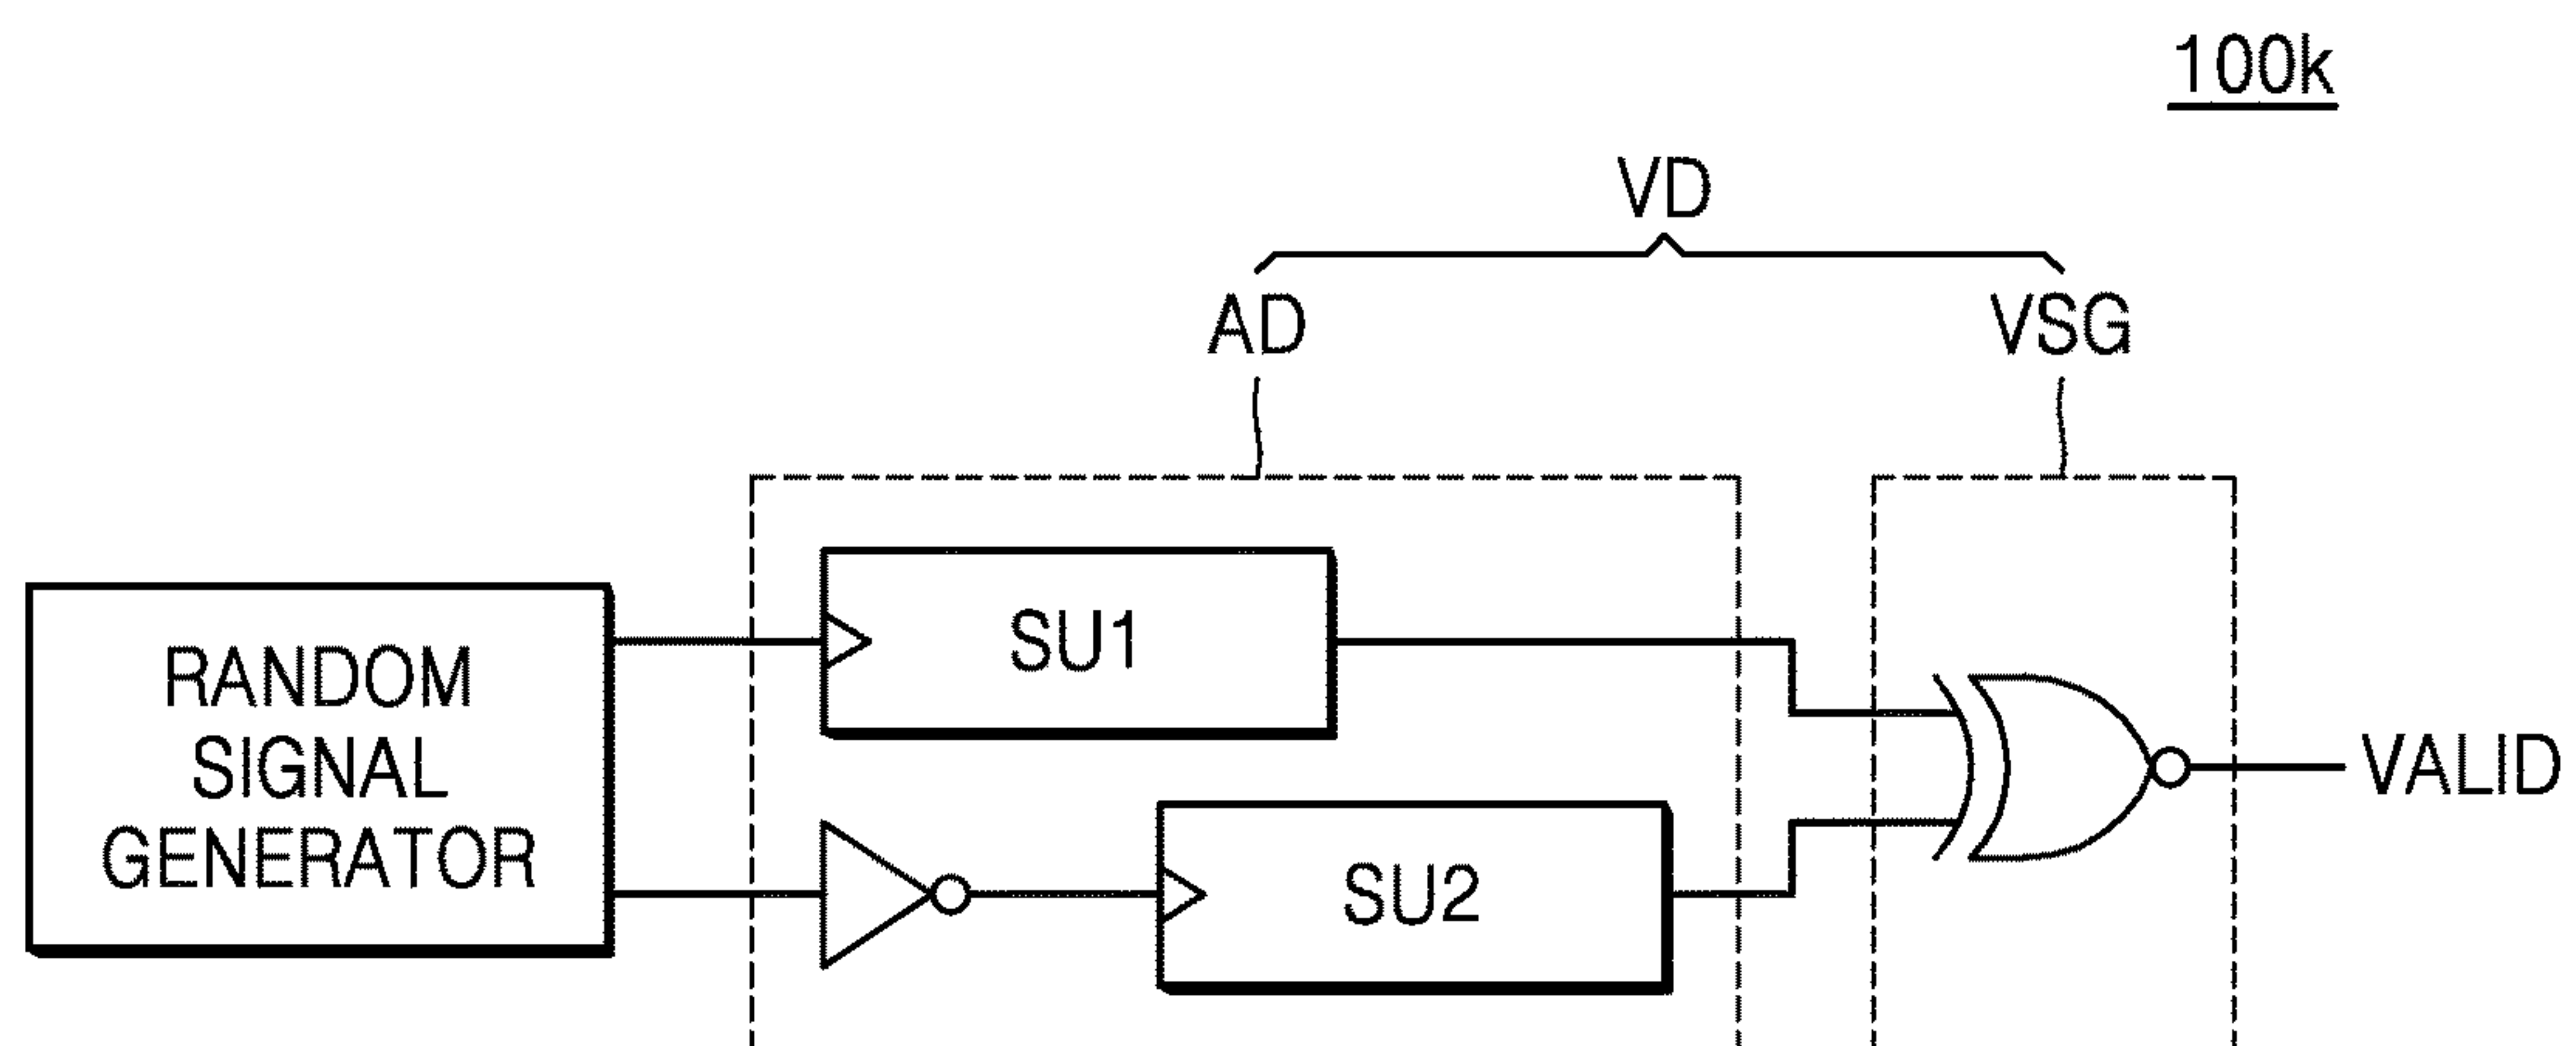 100k
VD
AD
VSG
SU1
RANDOM
SIGNAL
GENERATOR
VALID
SU2